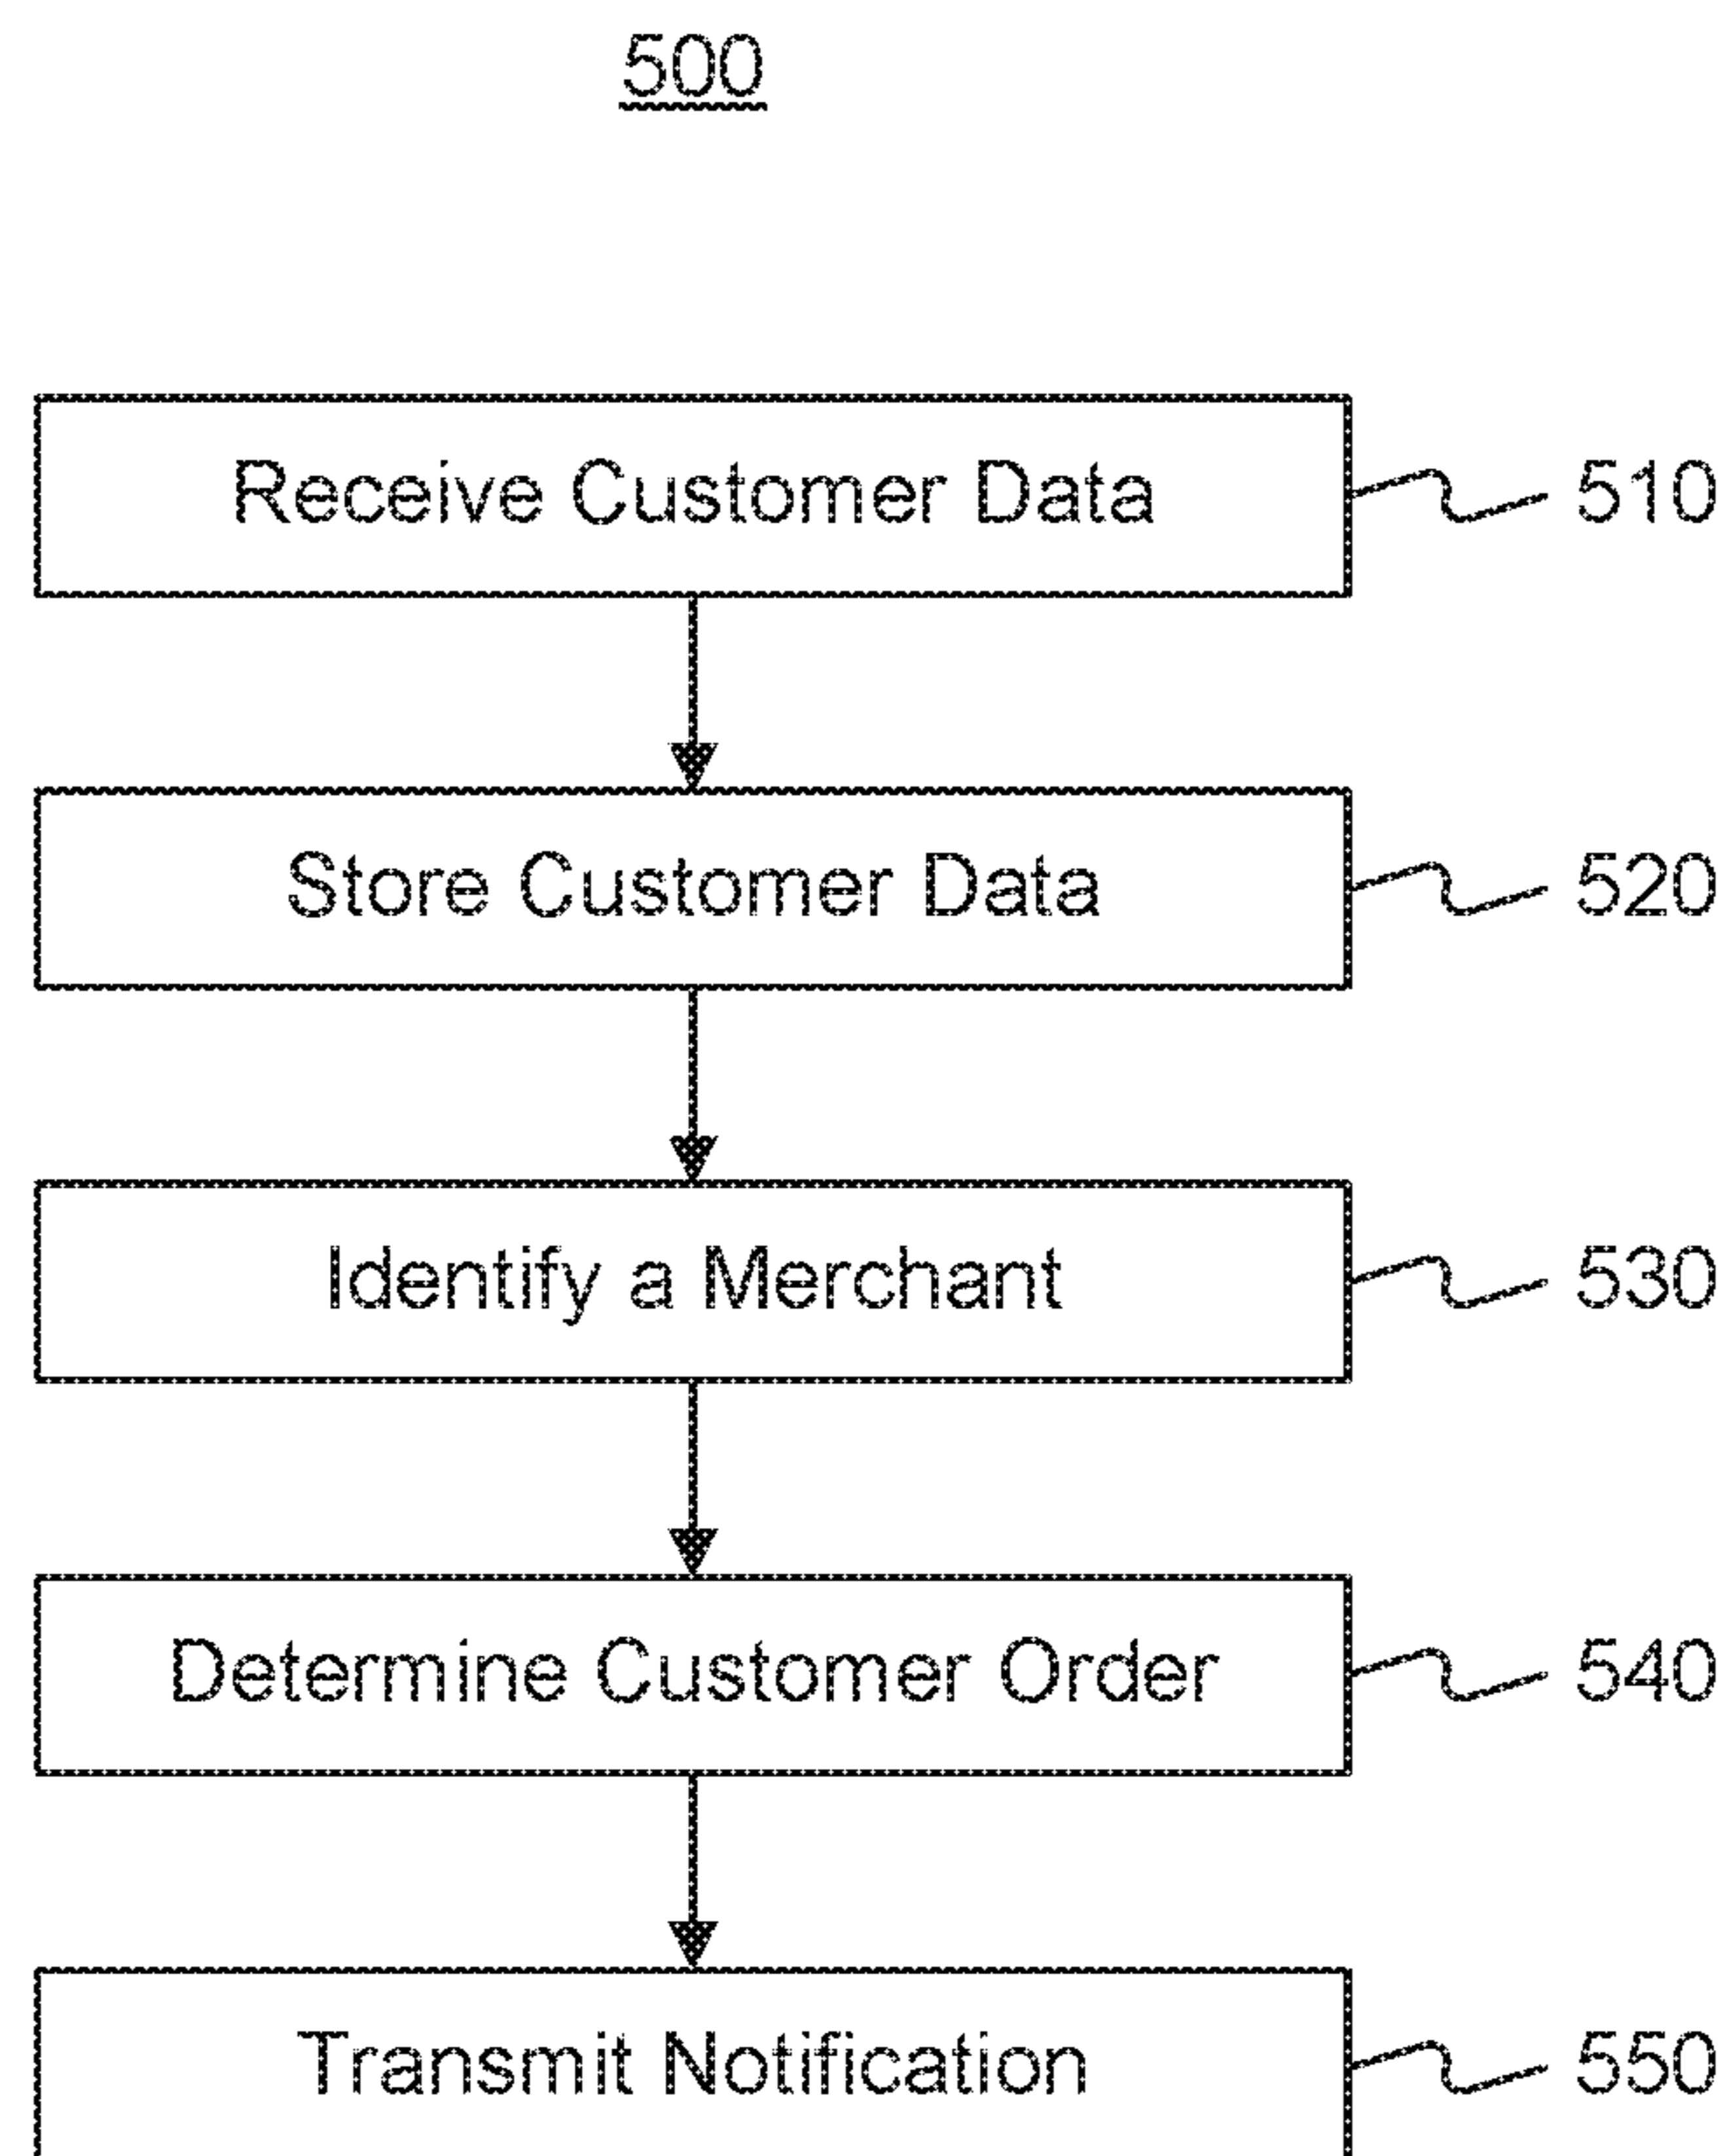 500
Receive Customer Data 510
Store Customer Data 520
Identify a Merchant 530
Determine Customer Order 540
Transmit Notification 550